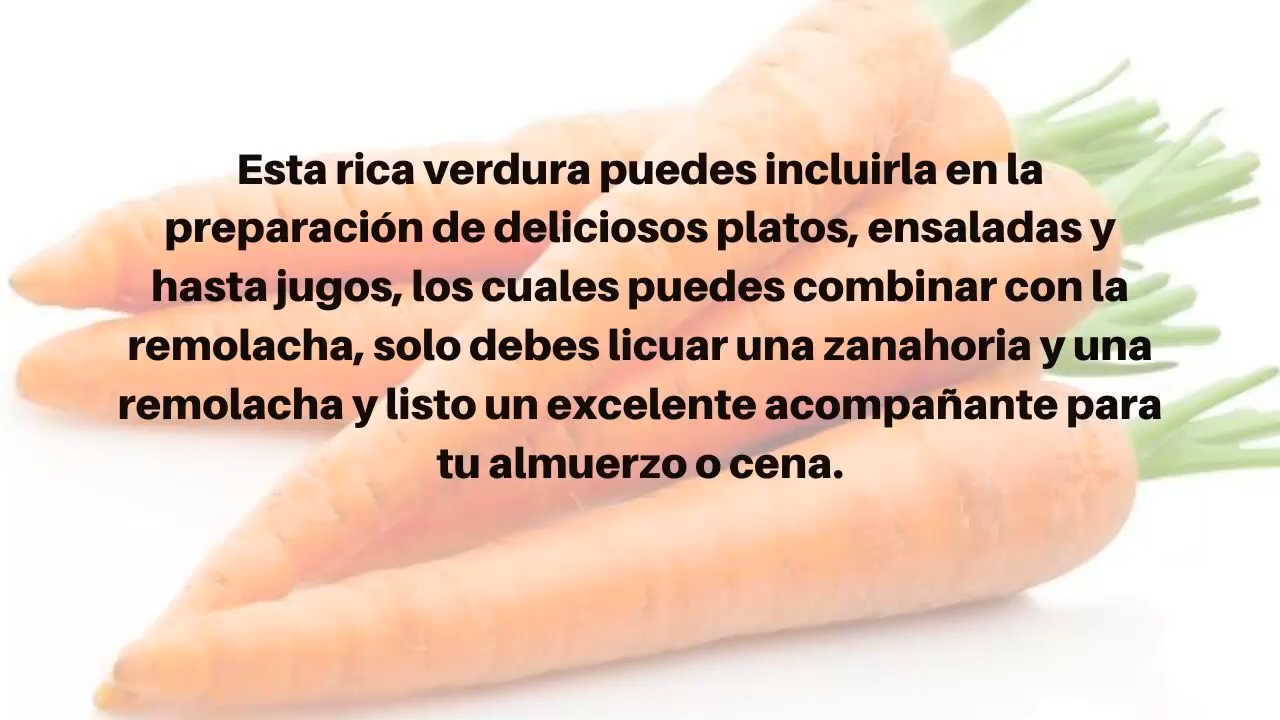 Esta rica verdura puedes incluirla en la
preparación de deliciosos platos, ensaladas y
hasta jugos, los cuales puedes combinar con la
remolacha, solo debes licuar una zanahoria y una
remolacha y listo un excelente acompañante para
tu almuerzo o cena.